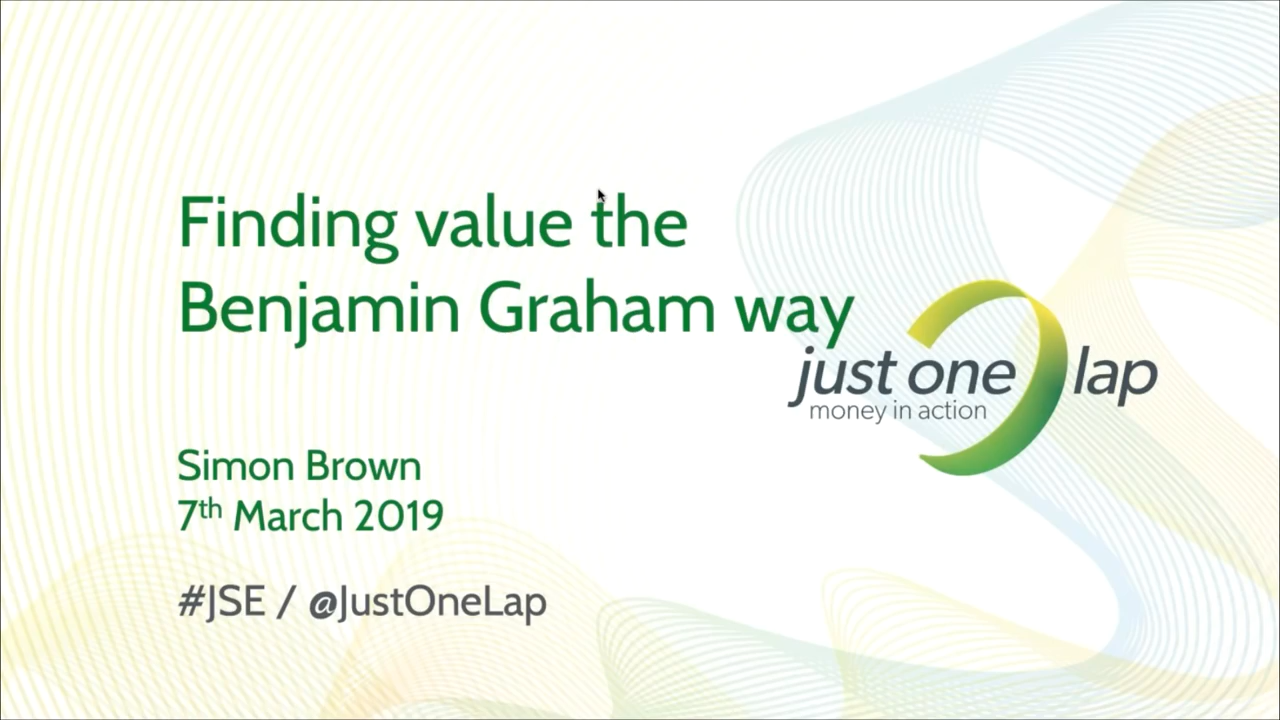 Finding value the
Benjamin Graham way
just one lap
money in action
Simon Brown
7th March 2019
#JSE / @JustOneLap